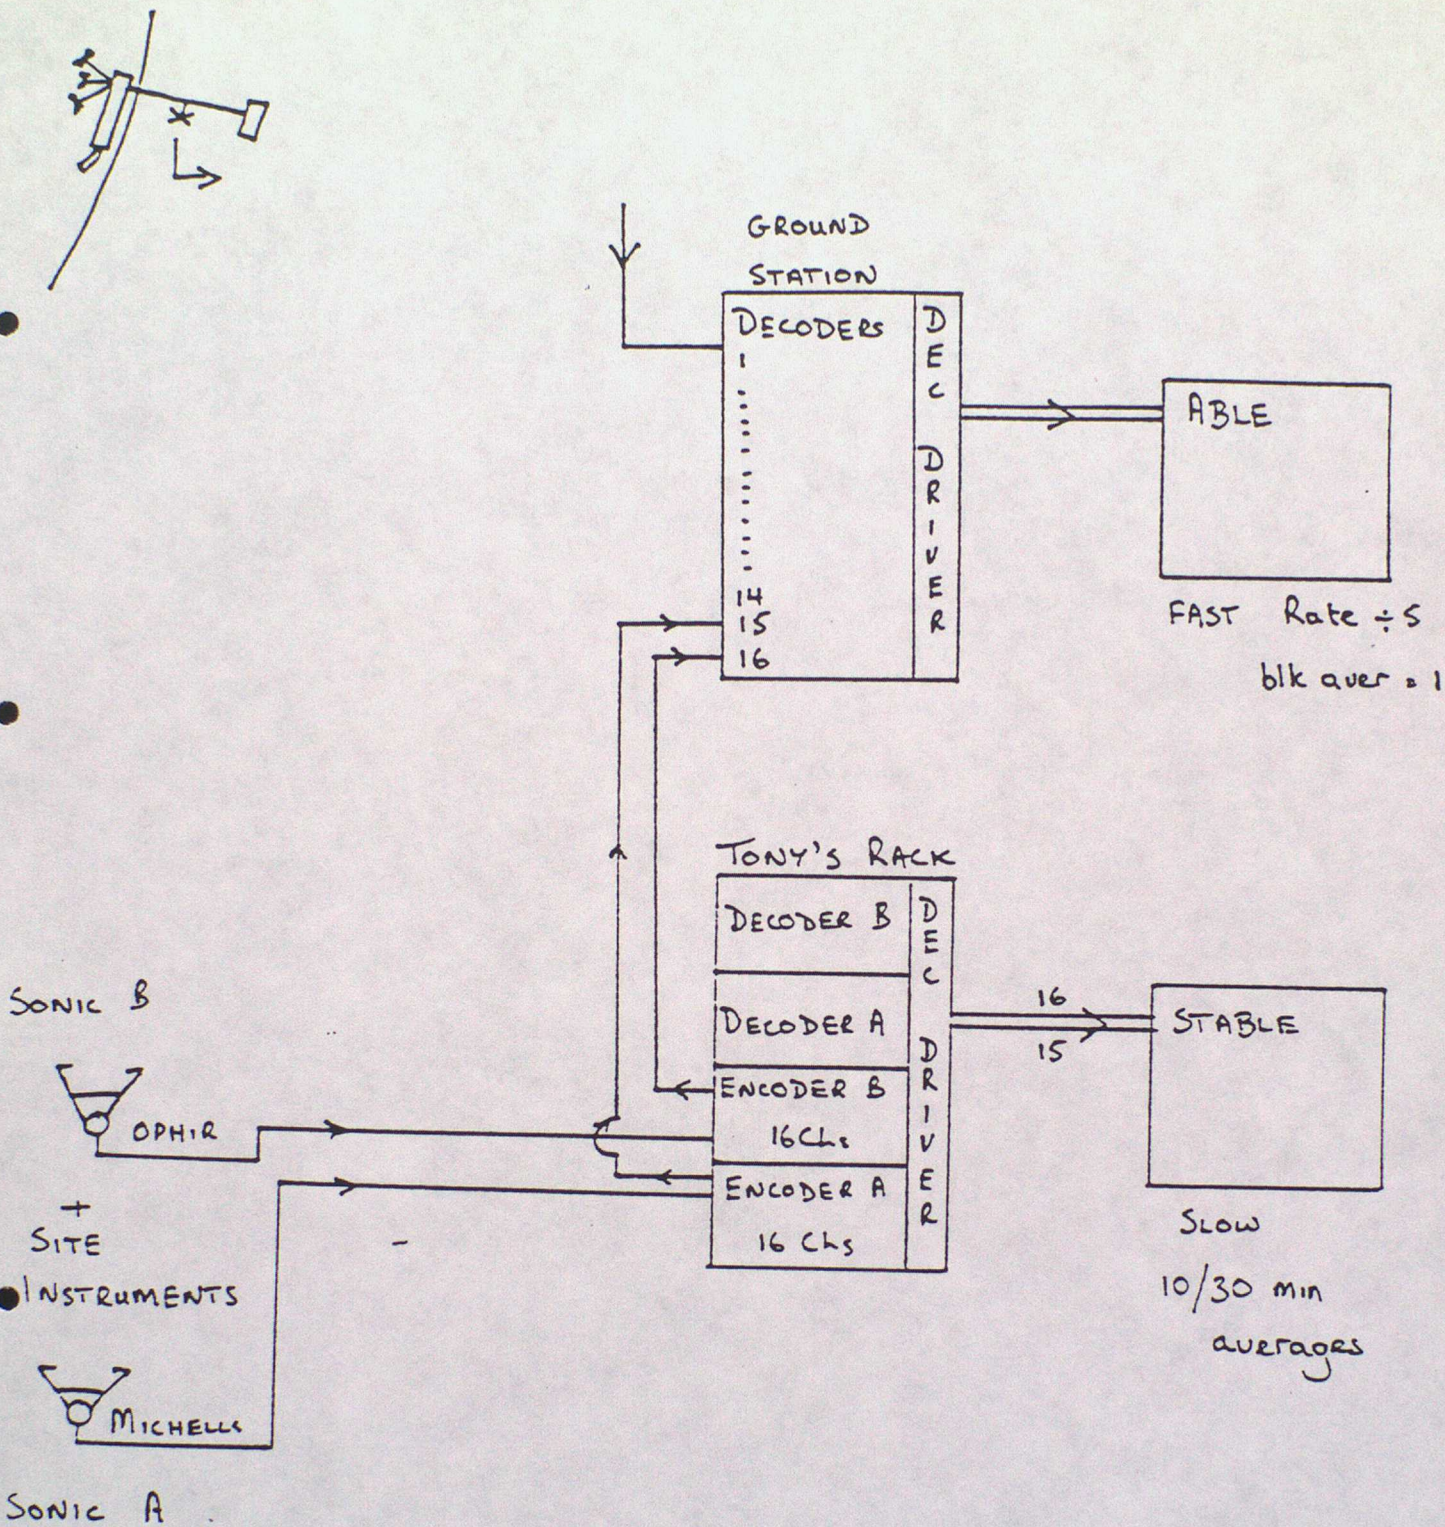 GROUND
STATION
DECODERS
1
14
15
16
DEC DRIVER
ABLE
FAST Rate ÷ 5
blk aver = 1
TONY'S RACK
DECODER B
DECODER A
ENCODER B
16 CHs
ENCODER A
16 CHs
DEC DRIVER
16
15
STABLE
SLOW
10/30 min
averages
SONIC B
OPHIR
+
SITE
INSTRUMENTS
MICHELLS
SONIC A